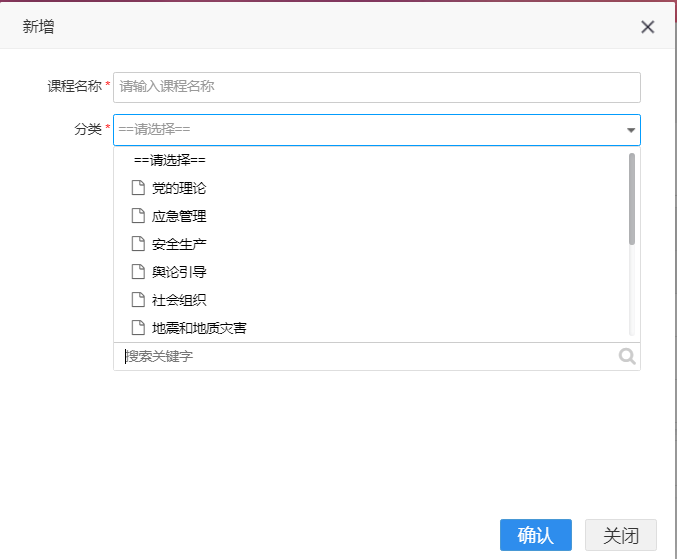 新增
课程名称 * 请输入课程名称
分类 * ==请选择==
==请选择==
党的理论
应急管理
安全生产
舆论引导
社会组织
地震和地质灾害
搜索关键字
确认 关闭